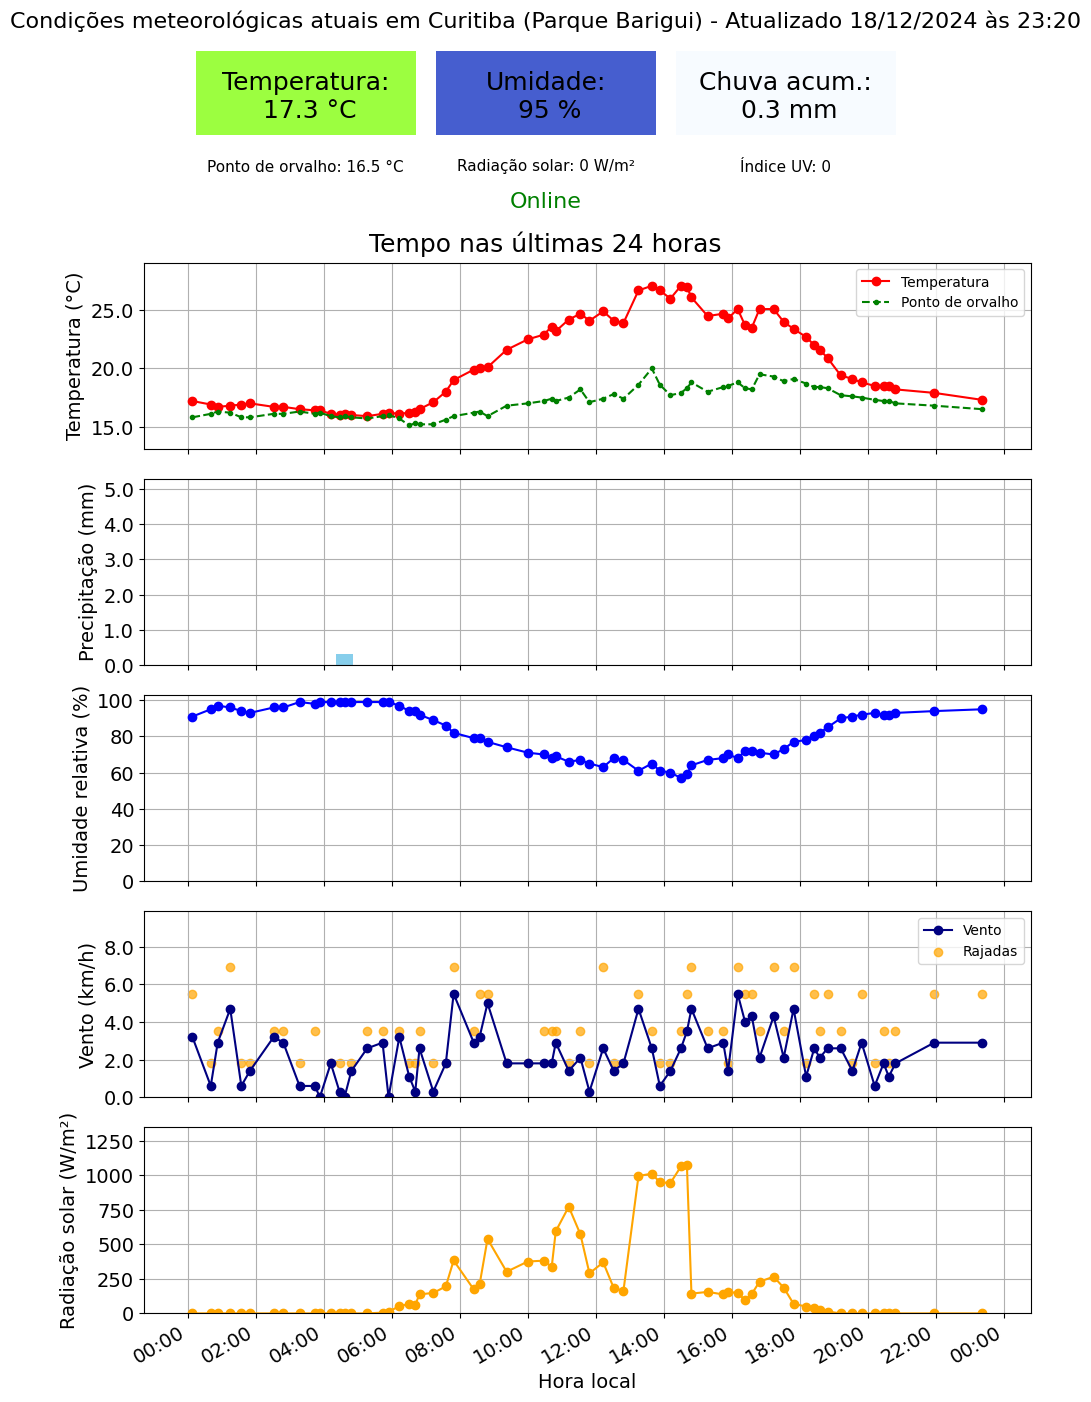 Condições meteorológicas atuais em Curitiba (Parque Barigui) - Atualizado 18/12/2024 às 23:20
Temperatura:
17.3 °C
Umidade:
95 %
Chuva acum.:
0.3 mm
Ponto de orvalho: 16.5 °C
Radiação solar: 0 W/m²
Índice UV: 0
Online
Tempo nas últimas 24 horas
Temperatura (°C)
25.0
20.0
15.0
Temperatura
Ponto de orvalho
Precipitação (mm)
5.0
4.0
3.0
2.0
1.0
0.0
Umidade relativa (%)
100
80
60
40
20
0
Vento (km/h)
8.0
6.0
4.0
2.0
0.0
Vento
Rajadas
Radiação solar (W/m²)
1250
1000
750
500
250
0
00:00
02:00
04:00
06:00
08:00
10:00
12:00
14:00
16:00
18:00
20:00
22:00
00:00
Hora local